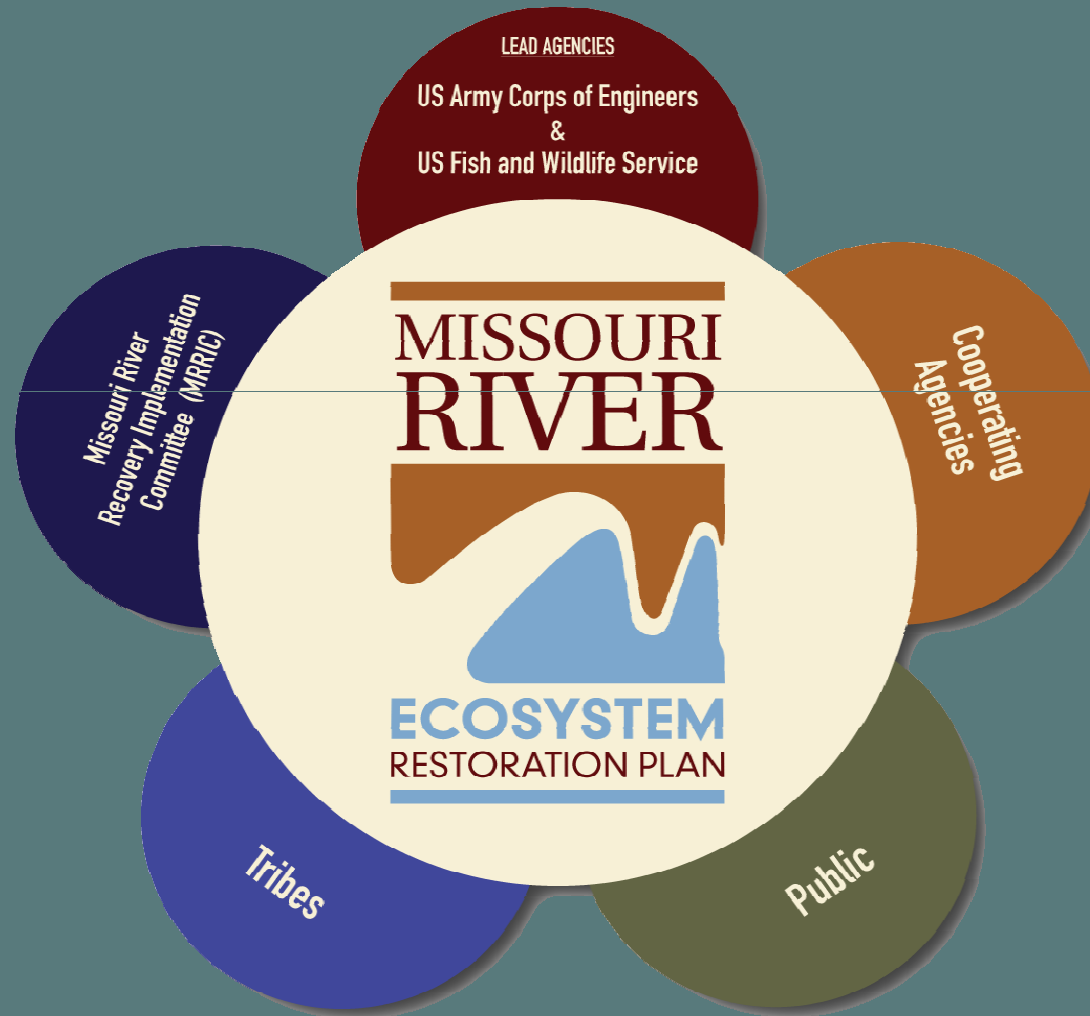 LEAD AGENCIES
US Army Corps of Engineers
&
US Fish and Wildlife Service
Missouri River
Recovery Implementation
Committee (MRRIC)
MISSOURI
RIVER
ECOSYSTEM
RESTORATION PLAN
Cooperating
Agencies
Tribes
Public